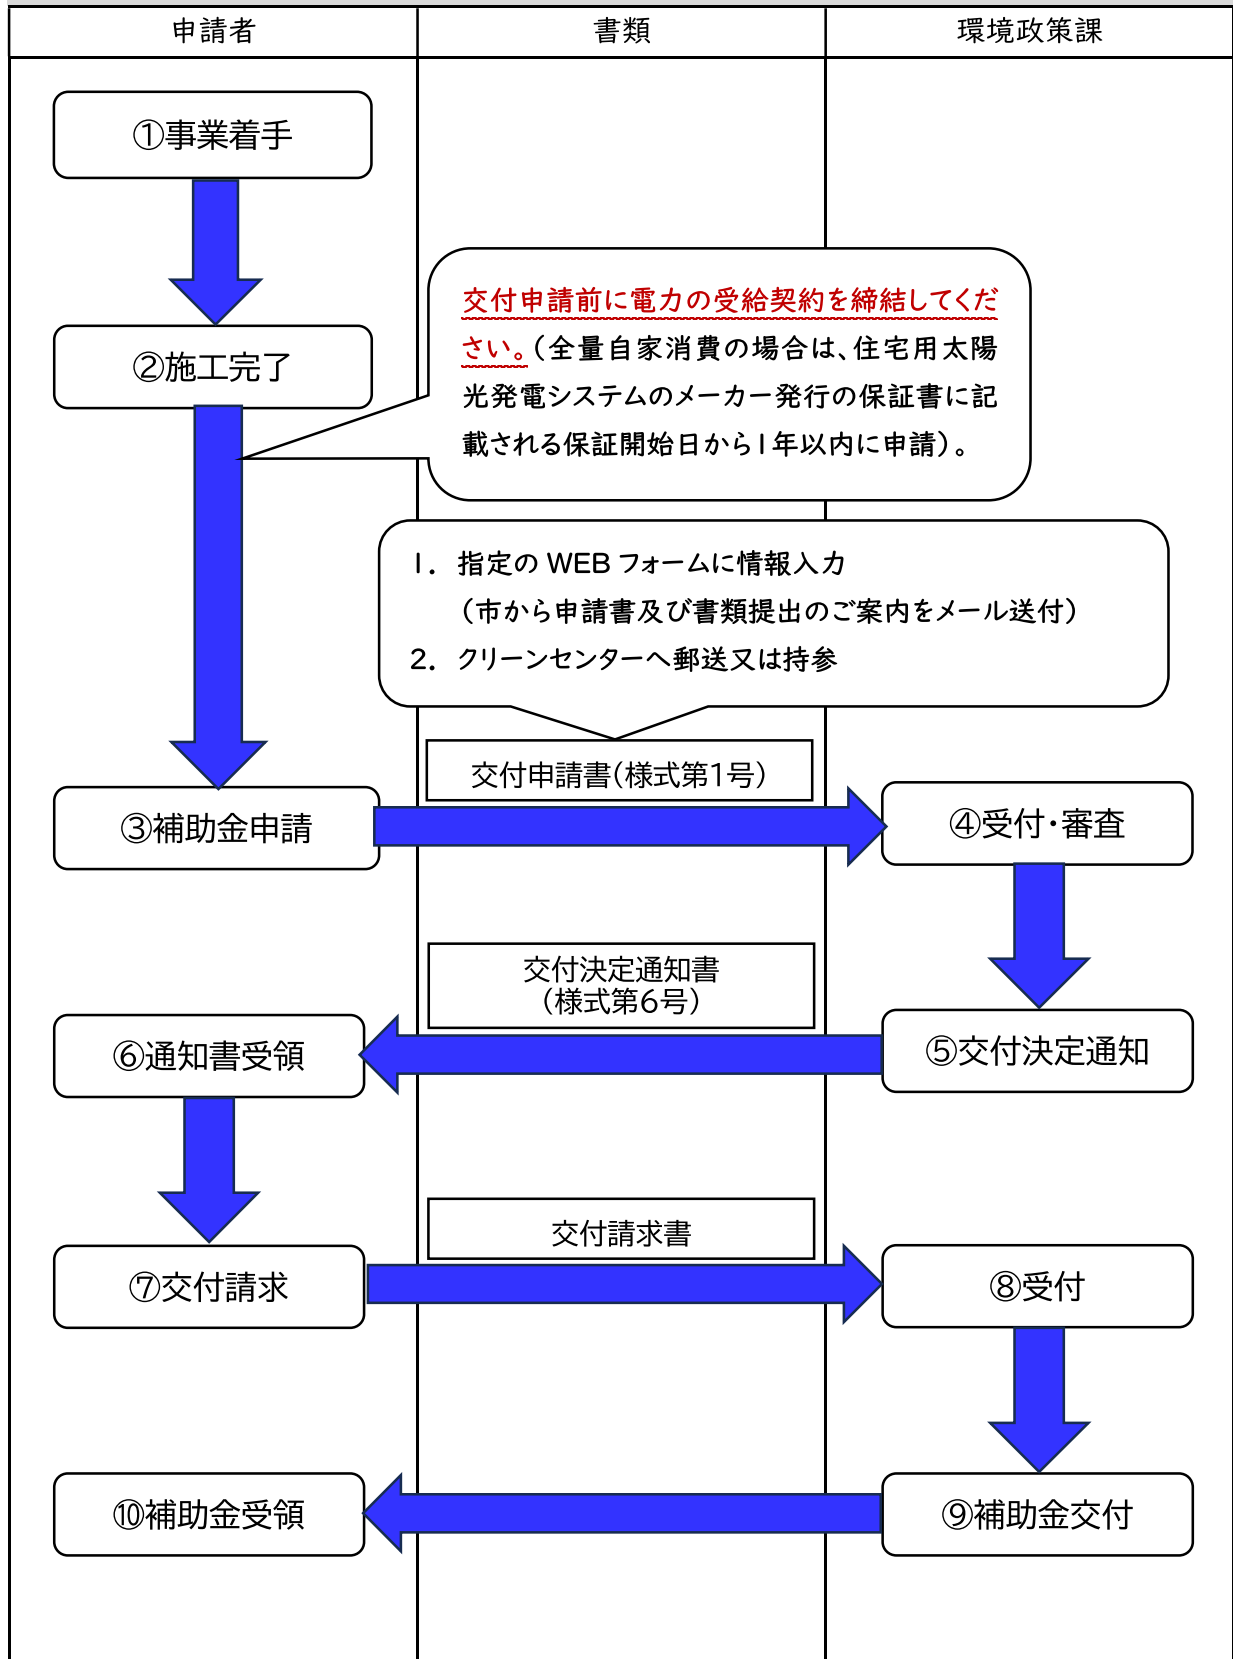 申請者
書類
環境政策課
①事業着手
②施工完了
交付申請前に電力の受給契約を締結してくだ
さい。（全量自家消費の場合は、住宅用太陽
光発電システムのメーカー発行の保証書に記
載される保証開始日から1年以内に申請）。
1. 指定の WEB フォームに情報入力
（市から申請書及び書類提出のご案内をメール送付）
2. クリーンセンターへ郵送又は持参
交付申請書（様式第1号）
③補助金申請
④受付・審査
交付決定通知書
（様式第6号）
⑥通知書受領
⑤交付決定通知
交付請求書
⑦交付請求
⑧受付
⑩補助金受領
⑨補助金交付